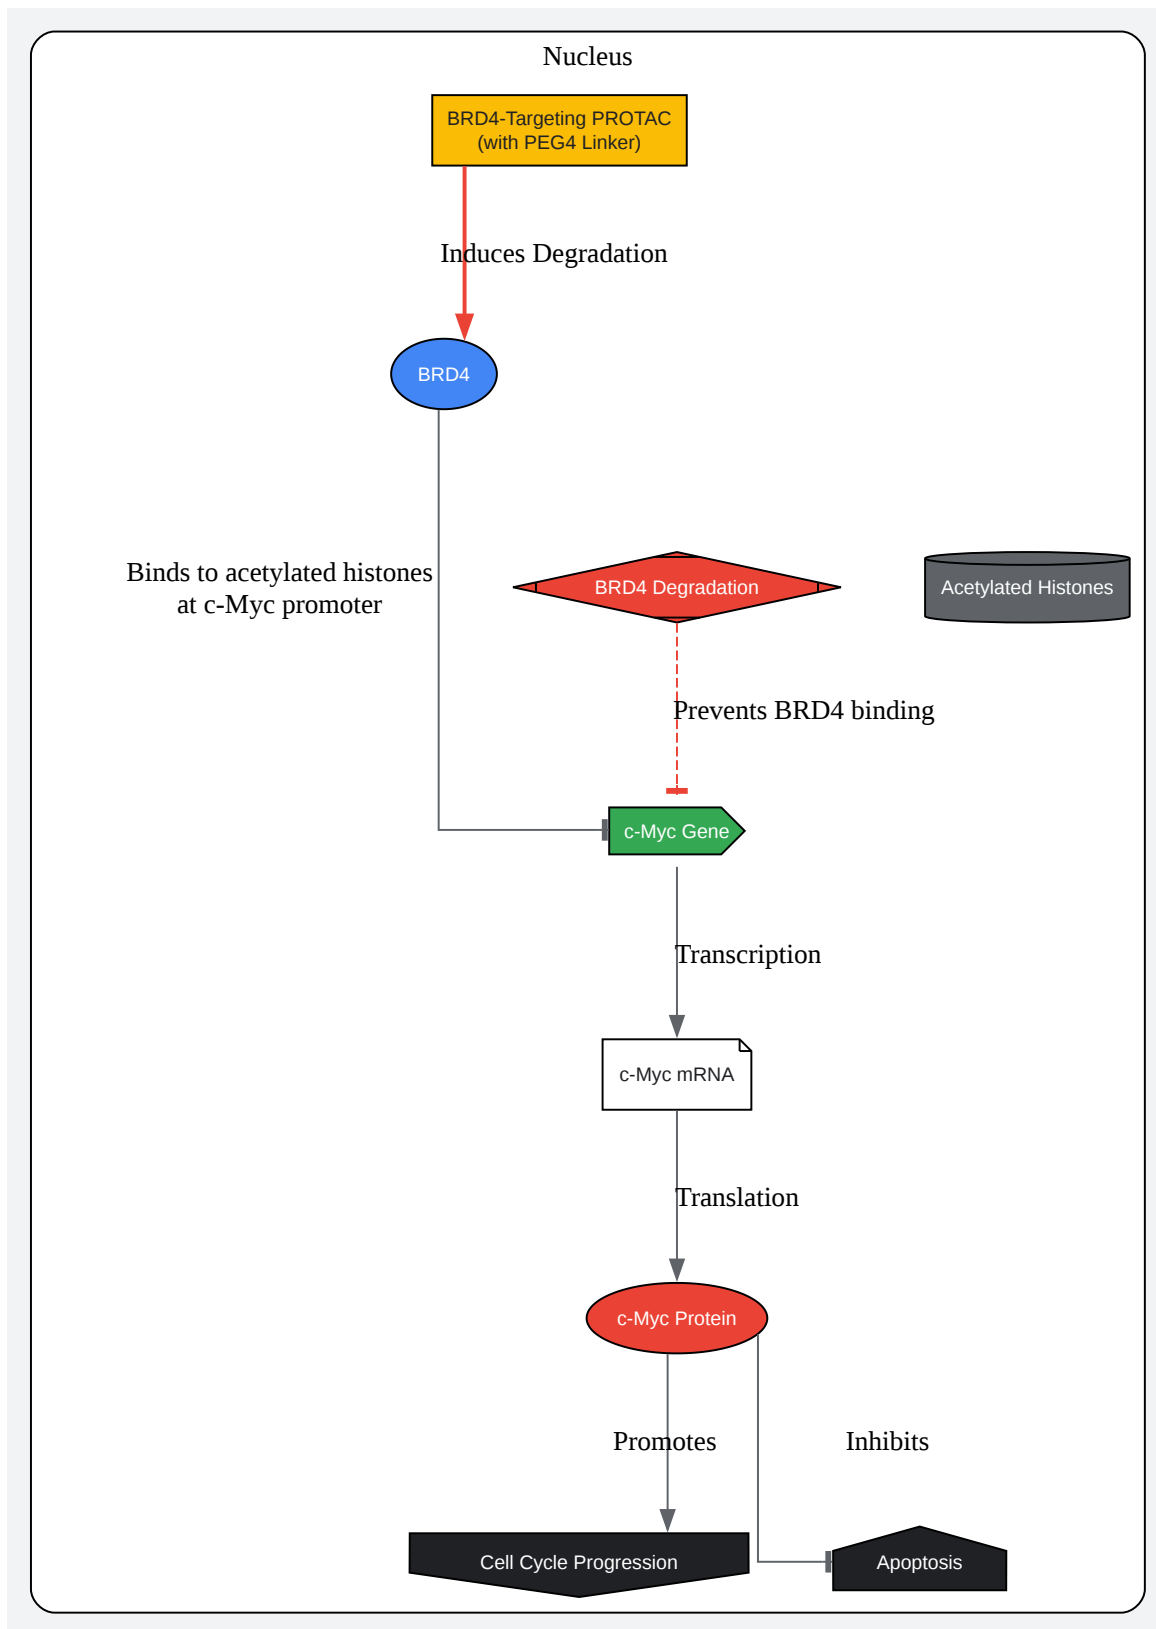 Nucleus
BRD4-Targeting PROTAC
(with PEG4 Linker)
Induces Degradation
BRD4
Binds to acetylated histones
at c-Myc promoter
BRD4 Degradation
Acetylated Histones
Prevents BRD4 binding
c-Myc Gene
Transcription
c-Myc mRNA
Translation
c-Myc Protein
Promotes
Inhibits
Cell Cycle Progression
Apoptosis